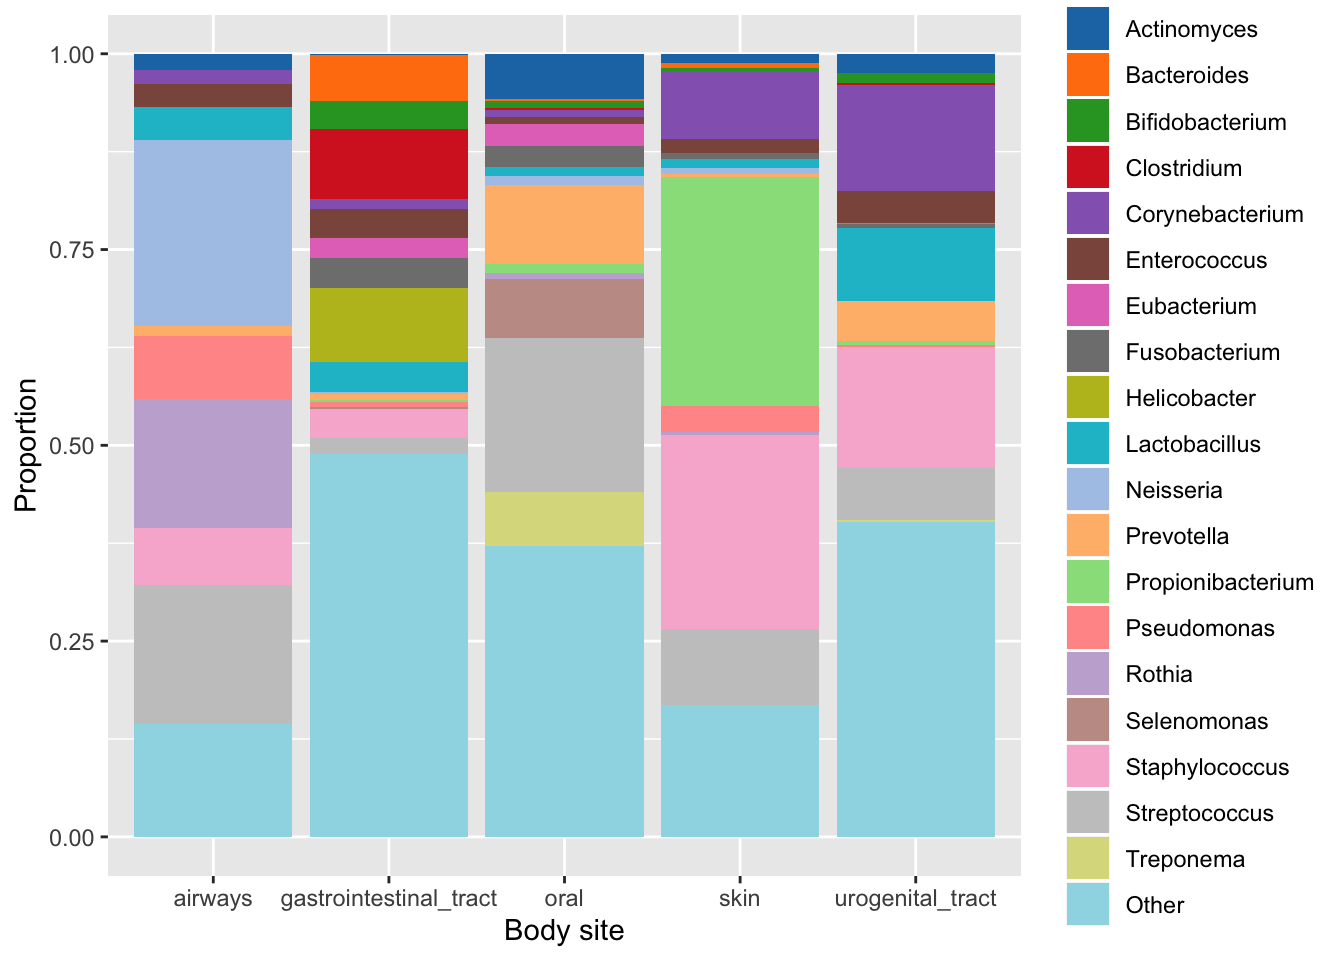 Proportion
1.00
0.75
0.50
0.25
0.00
airways
gastrointestinal_tract
oral
skin
urogenital_tract
Body site
Actinomyces
Bacteroides
Bifidobacterium
Clostridium
Corynebacterium
Enterococcus
Eubacterium
Fusobacterium
Helicobacter
Lactobacillus
Neisseria
Prevotella
Propionibacterium
Pseudomonas
Rothia
Selenomonas
Staphylococcus
Streptococcus
Treponema
Other